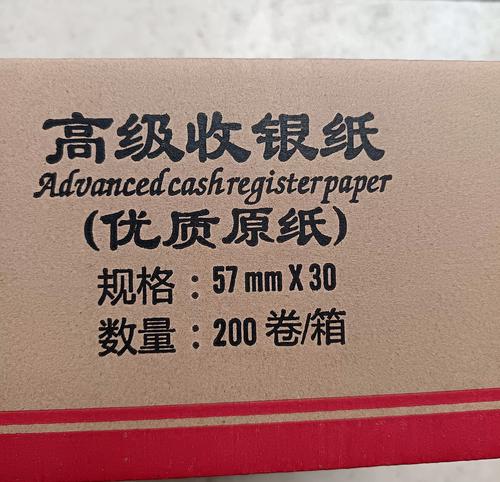 高级收银纸
Advanced cash register paper
(优质原纸)
规格：57 mm X 30
数量：200 卷/箱